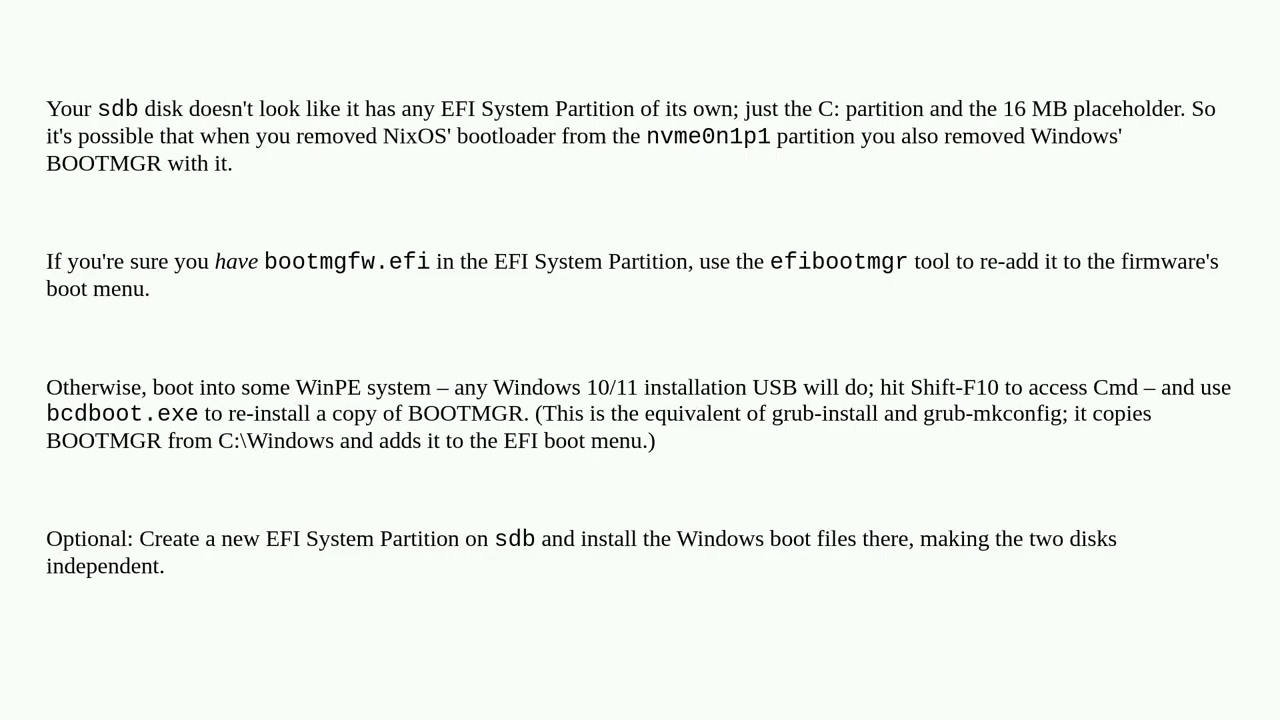 Your sdb disk doesn't look like it has any EFI System Partition of its own; just the C: partition and the 16 MB placeholder. So
it's possible that when you removed NixOS' bootloader from the nvme0n1p1 partition you also removed Windows'
BOOTMGR with it.
If you're sure you have bootmgfw.efi in the EFI System Partition, use the efibootmgr tool to re-add it to the firmware's
boot menu.
Otherwise, boot into some WinPE system – any Windows 10/11 installation USB will do; hit Shift-F10 to access Cmd – and use
bcdboot.exe to re-install a copy of BOOTMGR. (This is the equivalent of grub-install and grub-mkconfig; it copies
BOOTMGR from C:\Windows and adds it to the EFI boot menu.)
Optional: Create a new EFI System Partition on sdb and install the Windows boot files there, making the two disks
independent.